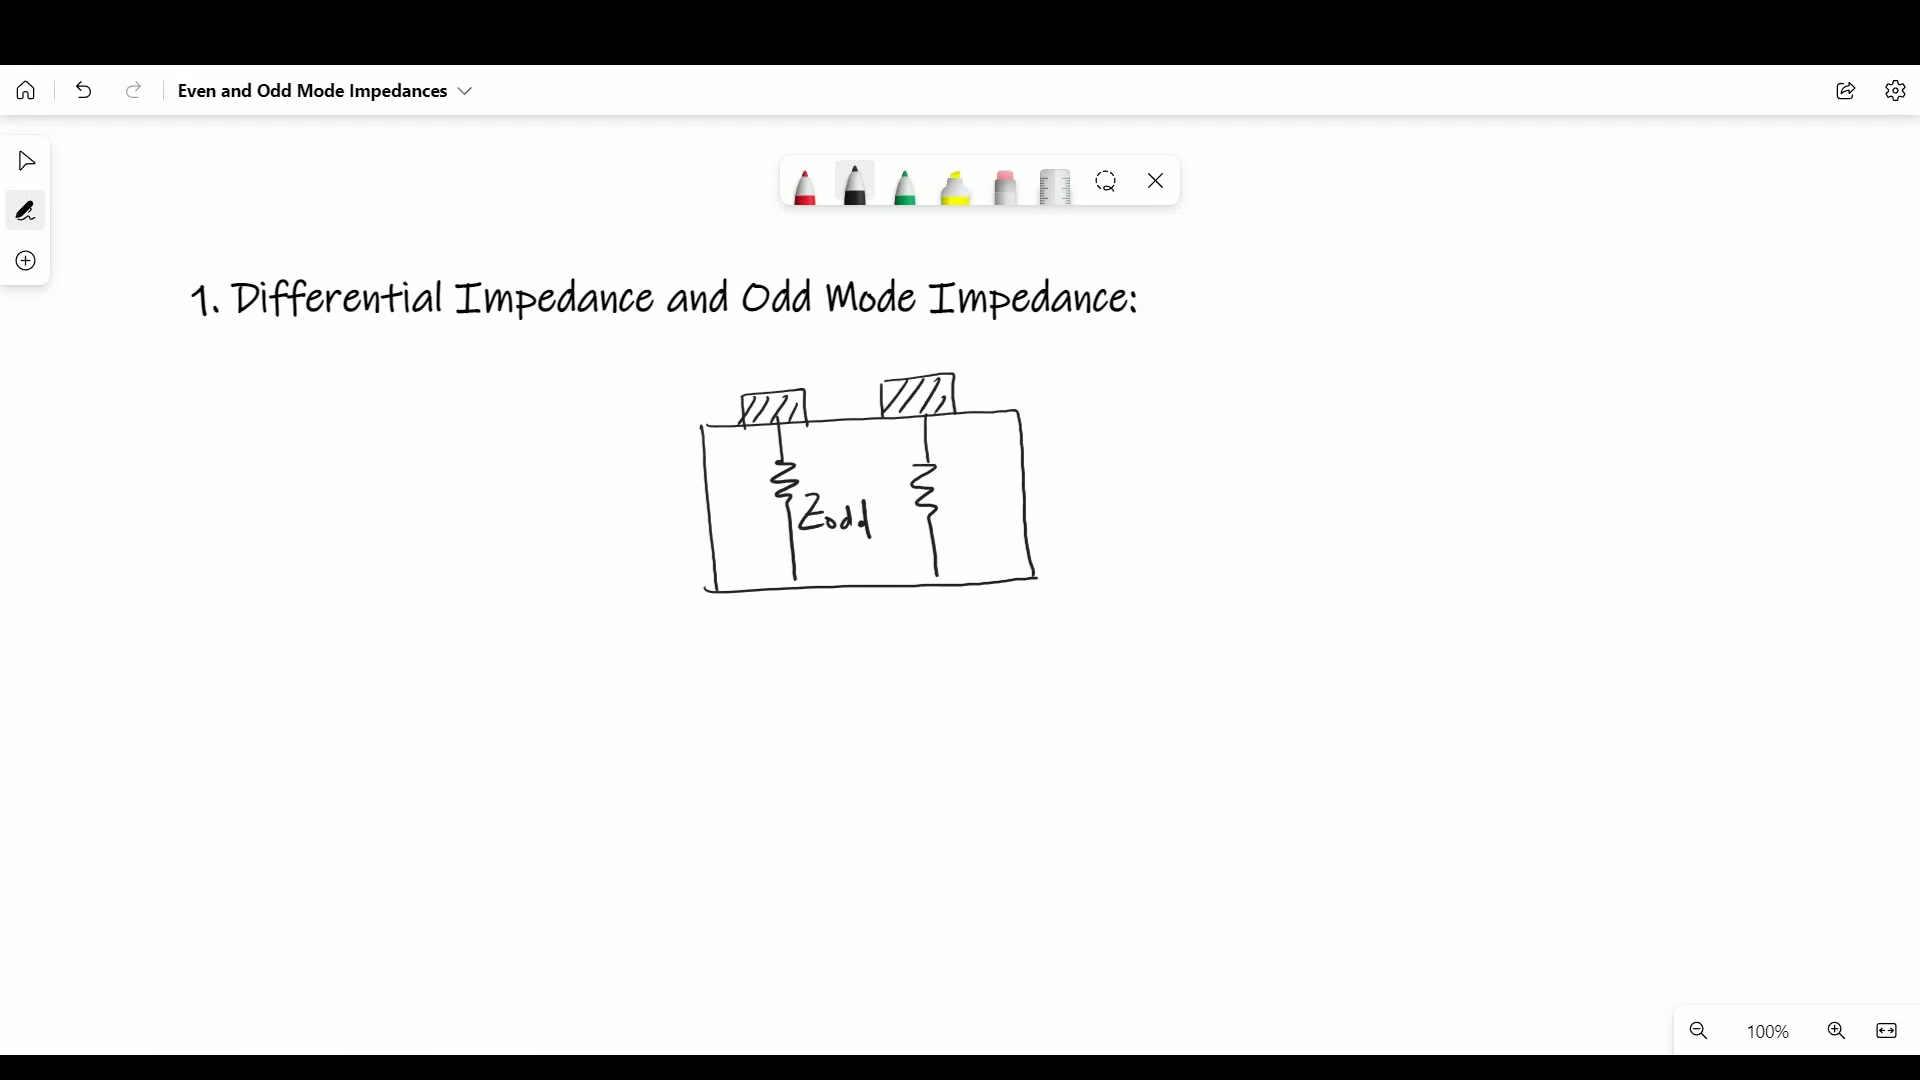 Even and Odd Mode Impedances
1. Differential Impedance and Odd Mode Impedance:
Zodd
100%